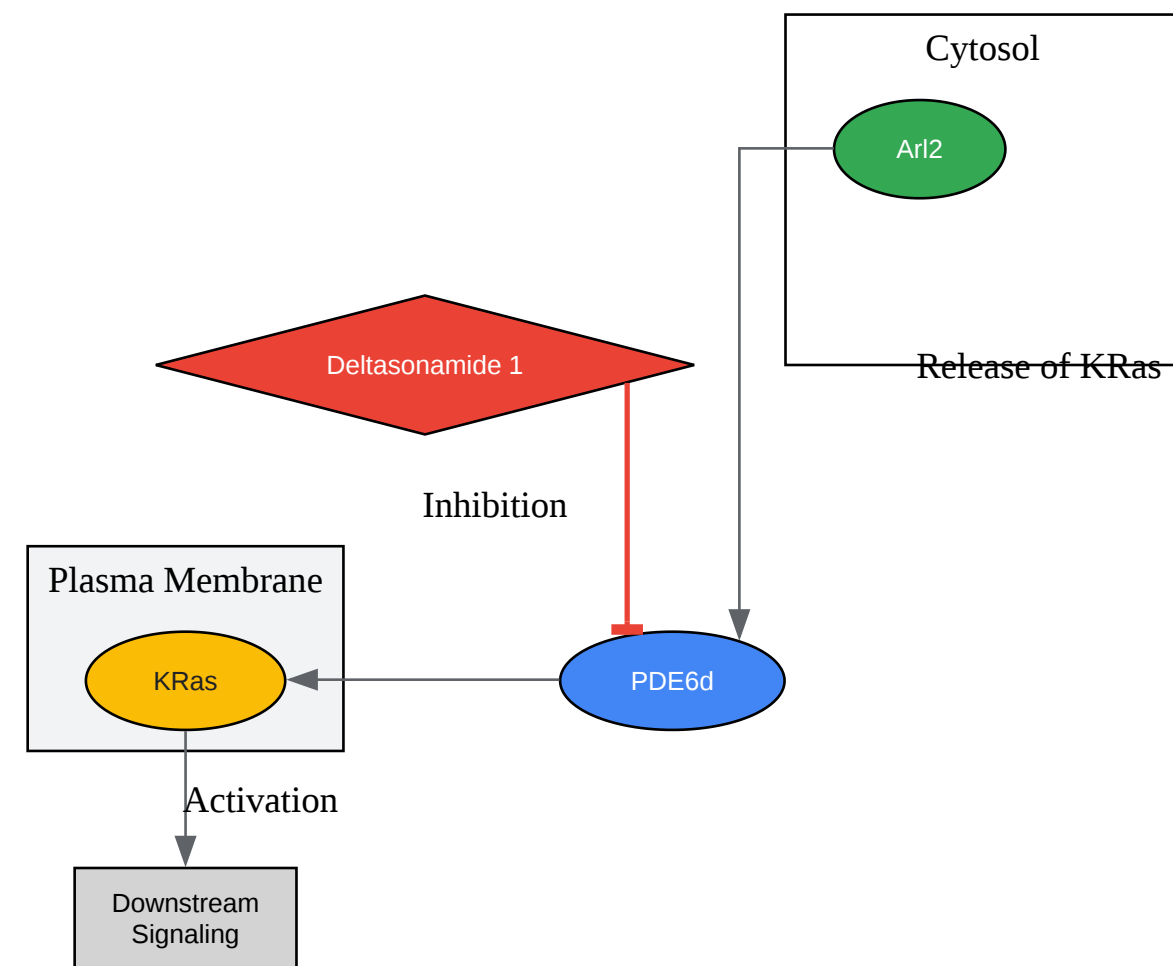 Cytosol
Arl2
Deltasonamide 1
Release of KRas
Inhibition
Plasma Membrane
KRas
PDE6d
Activation
Downstream
Signaling